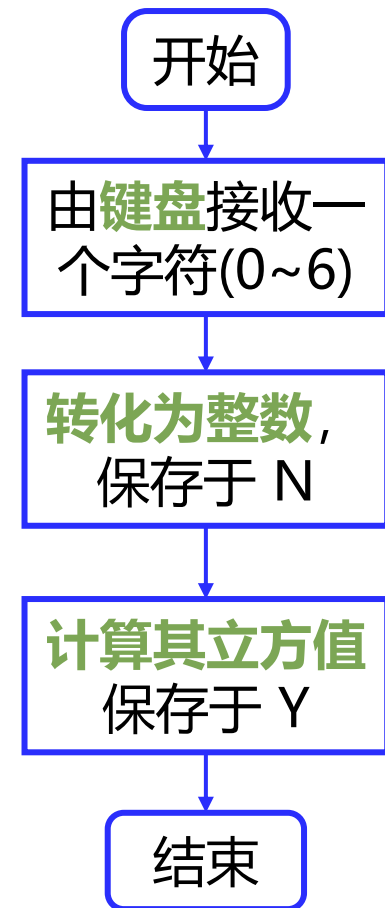 开始
由键盘接收一
个字符(0~6)
转化为整数，
保存于 N
计算其立方值
保存于 Y
结束